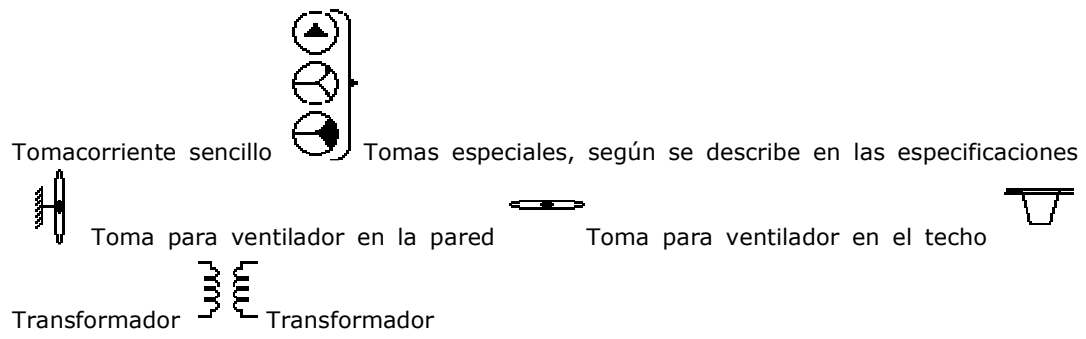 Tomacorriente sencillo Tomas especiales, según se describe en las especificaciones
Toma para ventilador en la pared Toma para ventilador en el techo
Transformador Transformador